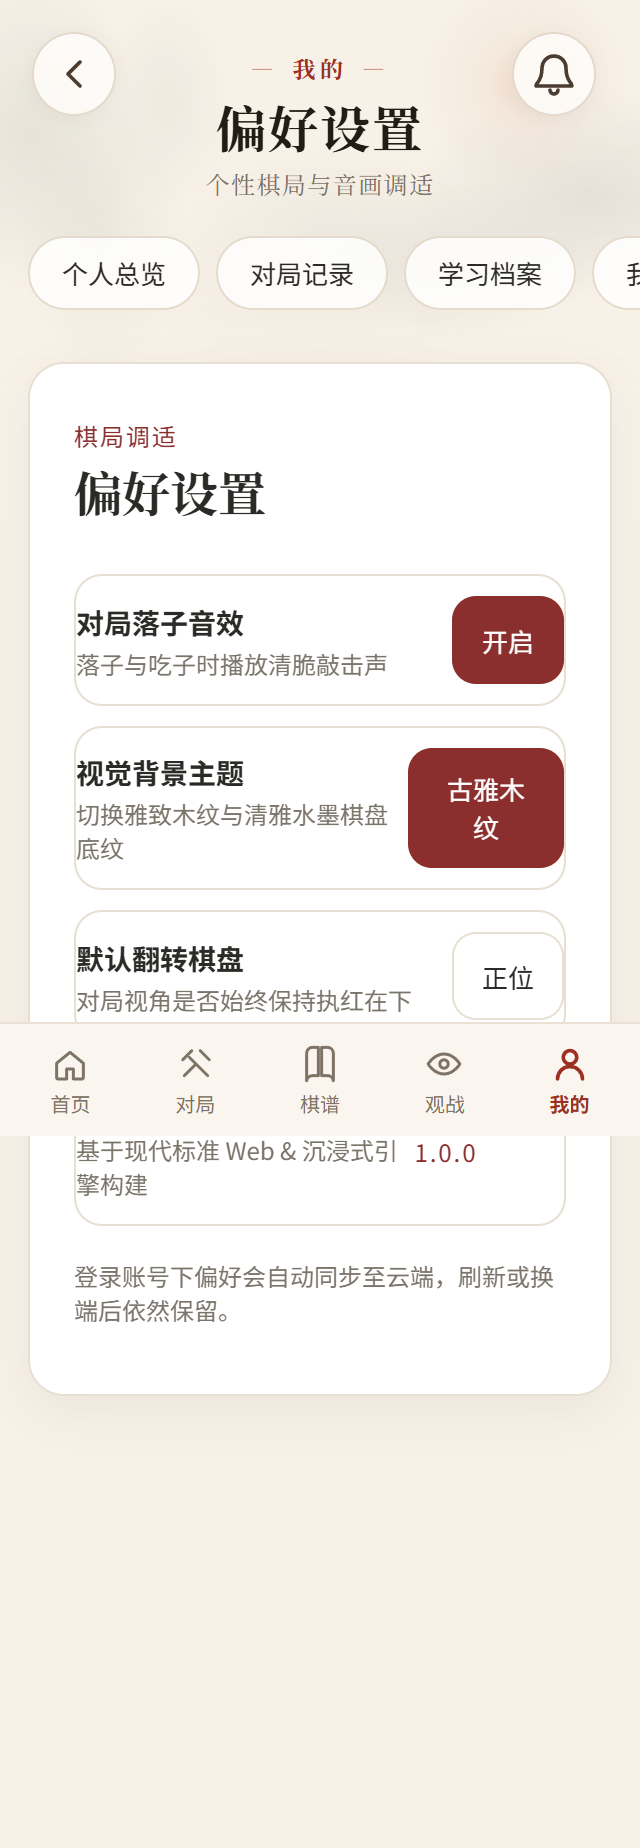 — 我的 —
偏好设置
个性棋局与音画调适
个人总览
对局记录
学习档案
棋局调适
偏好设置
对局落子音效
落子与吃子时播放清脆敲击声
开启
视觉背景主题
切换雅致木纹与清雅水墨棋盘
底纹
古雅木
纹
默认翻转棋盘
对局视角是否始终保持执红在下
正位
首页
对局
棋谱
观战
我的
基于现代标准 Web & 沉浸式引
擎构建
1.0.0
登录账号下偏好会自动同步至云端，刷新或换
端后依然保留。